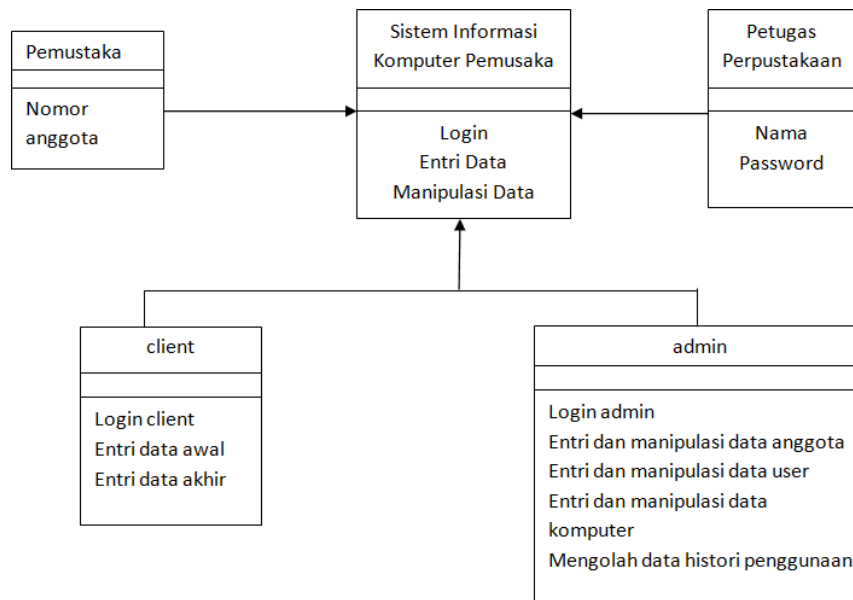 Pemustaka
Nomor
anggota
Sistem Informasi
Komputer Pemusaka
Login
Entri Data
Manipulasi Data
Petugas
Perpustakaan
Nama
Password
client
Login client
Entri data awal
Entri data akhir
admin
Login admin
Entri dan manipulasi data anggota
Entri dan manipulasi data user
Entri dan manipulasi data
komputer
Mengolah data histori penggunaan